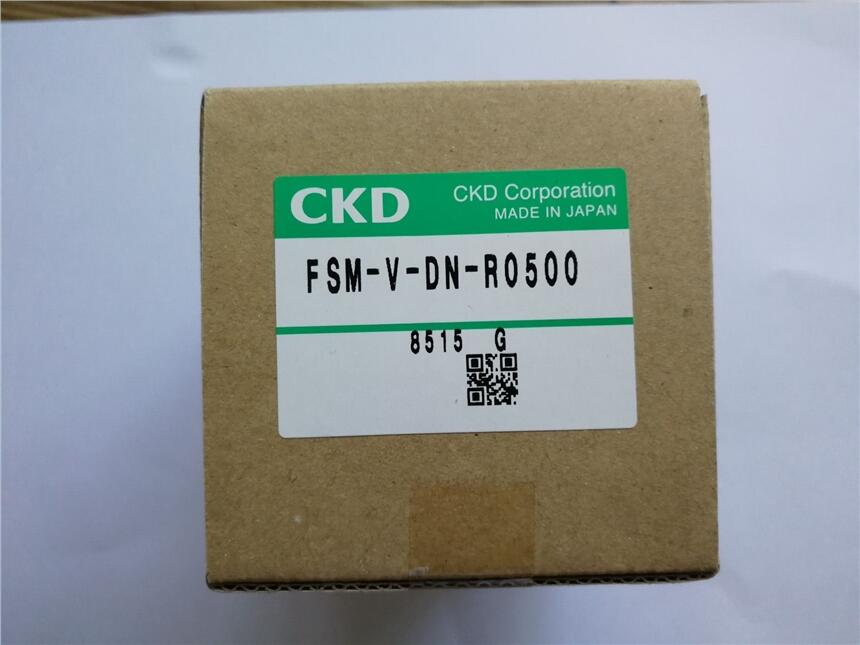 CKD
CKD Corporation
MADE IN JAPAN
FSM-V-DN-R0500
8515 G